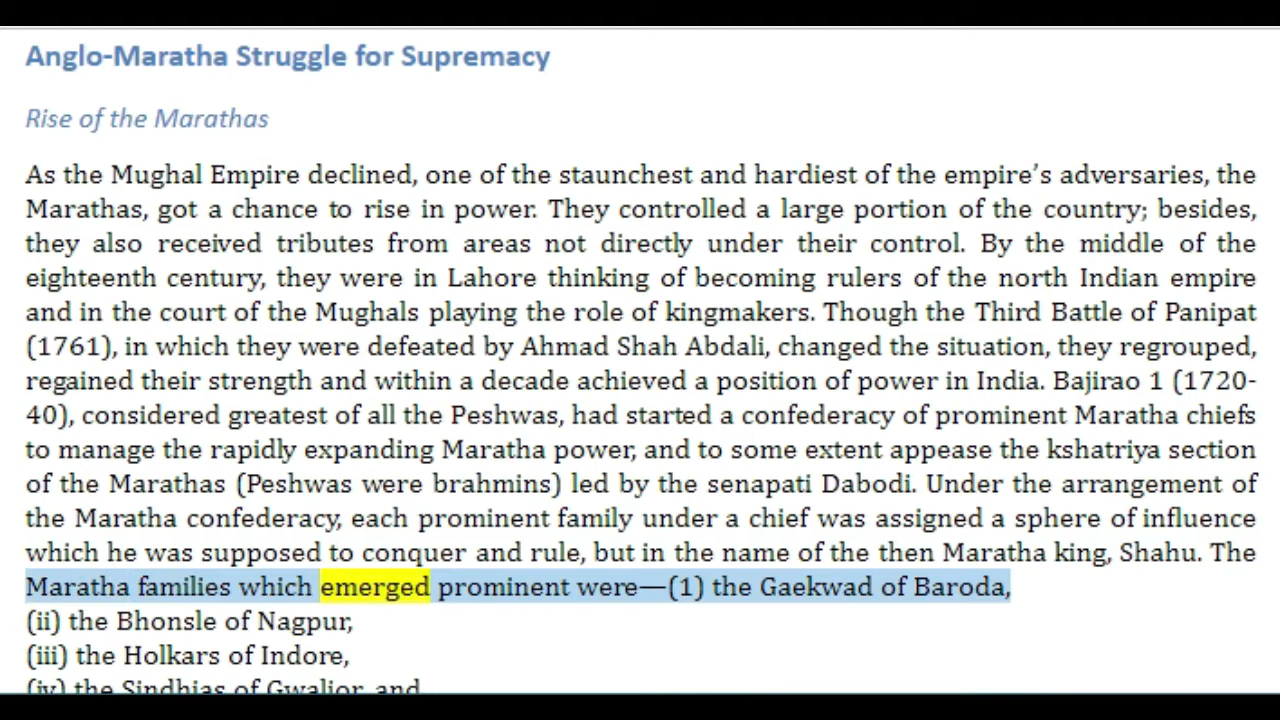 Anglo-Maratha Struggle for Supremacy
Rise of the Marathas
As the Mughal Empire declined, one of the staunchest and hardiest of the empire’s adversaries, the
Marathas, got a chance to rise in power. They controlled a large portion of the country; besides,
they also received tributes from areas not directly under their control. By the middle of the
eighteenth century, they were in Lahore thinking of becoming rulers of the north Indian empire
and in the court of the Mughals playing the role of kingmakers. Though the Third Battle of Panipat
(1761), in which they were defeated by Ahmad Shah Abdali, changed the situation, they regrouped,
regained their strength and within a decade achieved a position of power in India. Bajirao 1 (1720-
40), considered greatest of all the Peshwas, had started a confederacy of prominent Maratha chiefs
to manage the rapidly expanding Maratha power, and to some extent appease the kshatriya section
of the Marathas (Peshwas were brahmins) led by the senapati Dabodi. Under the arrangement of
the Maratha confederacy, each prominent family under a chief was assigned a sphere of influence
which he was supposed to conquer and rule, but in the name of the then Maratha king, Shahu. The
Maratha families which emerged prominent were—(1) the Gaekwad of Baroda,
(ii) the Bhonsle of Nagpur,
(iii) the Holkars of Indore,
(iv) the Sindhias of Gwalior, and